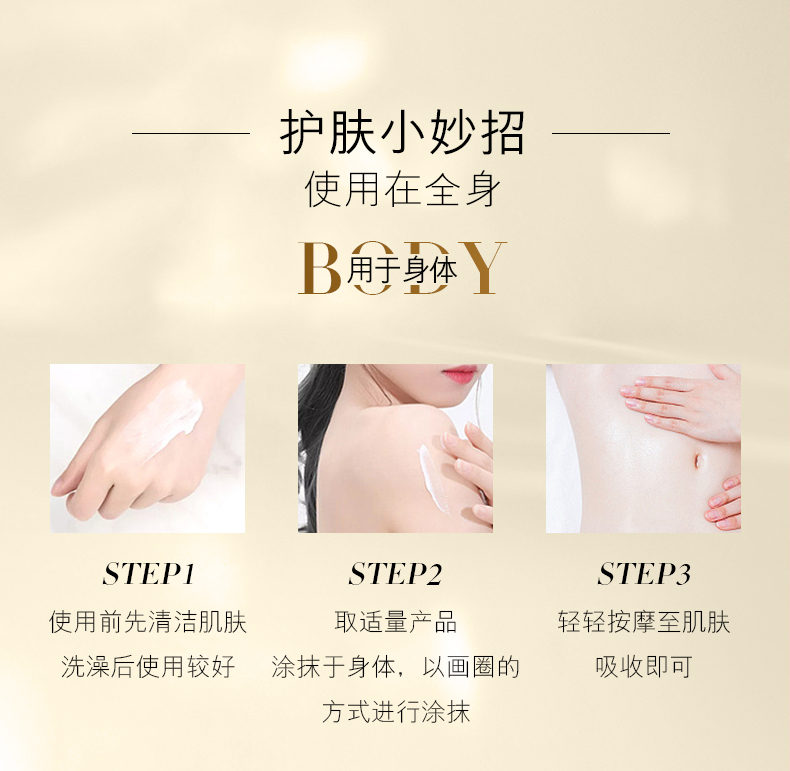 护肤小妙招
使用在全身
BODY
用于身体
STEP1
使用前先清洁肌肤
洗澡后使用较好
STEP2
取适量产品
涂抹于身体，以画圈的
方式进行涂抹
STEP3
轻轻按摩至肌肤
吸收即可